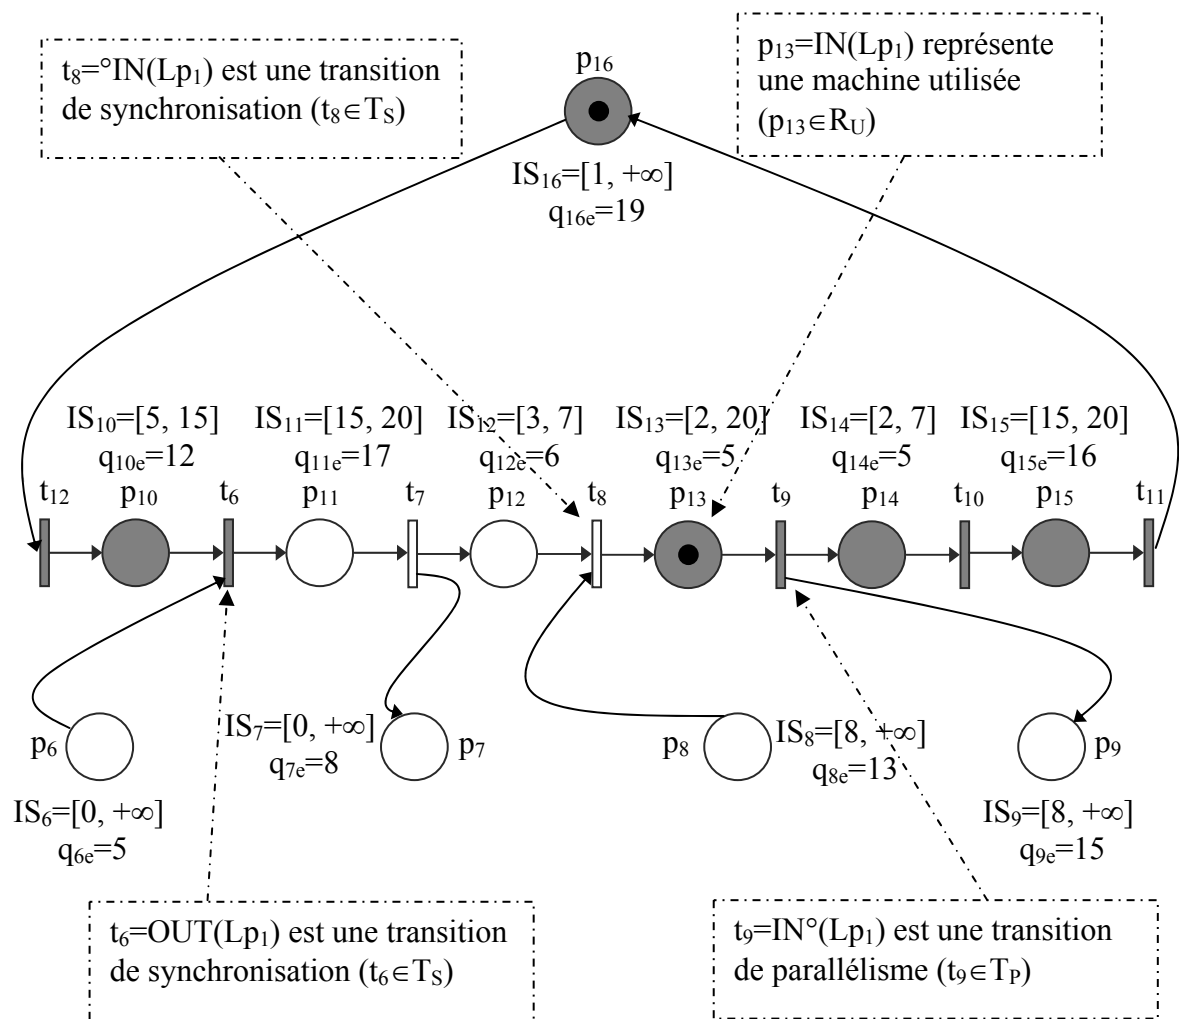 t8=°IN(Lp1) est une transition
de synchronisation (t8∈TS)
p16
p13=IN(Lp1) représente
une machine utilisée
(p13∈RU)
IS16=[1, +∞]
q16e=19
IS10=[5, 15]
q10e=12
IS11=[15, 20]
q11e=17
IS12=[3, 7]
q12e=6
IS13=[2, 20]
q13e=5
IS14=[2, 7]
q14e=5
IS15=[15, 20]
q15e=16
t12
p10
t6
p11
t7
p12
t8
p13
t9
p14
t10
p15
t11
p6
IS6=[0, +∞]
q6e=5
IS7=[0, +∞]
q7e=8
p7
p8
IS8=[8, +∞]
q8e=13
p9
IS9=[8, +∞]
q9e=15
t6=OUT(Lp1) est une transition
de synchronisation (t6∈TS)
t9=IN°(Lp1) est une transition
de parallélisme (t9∈TP)